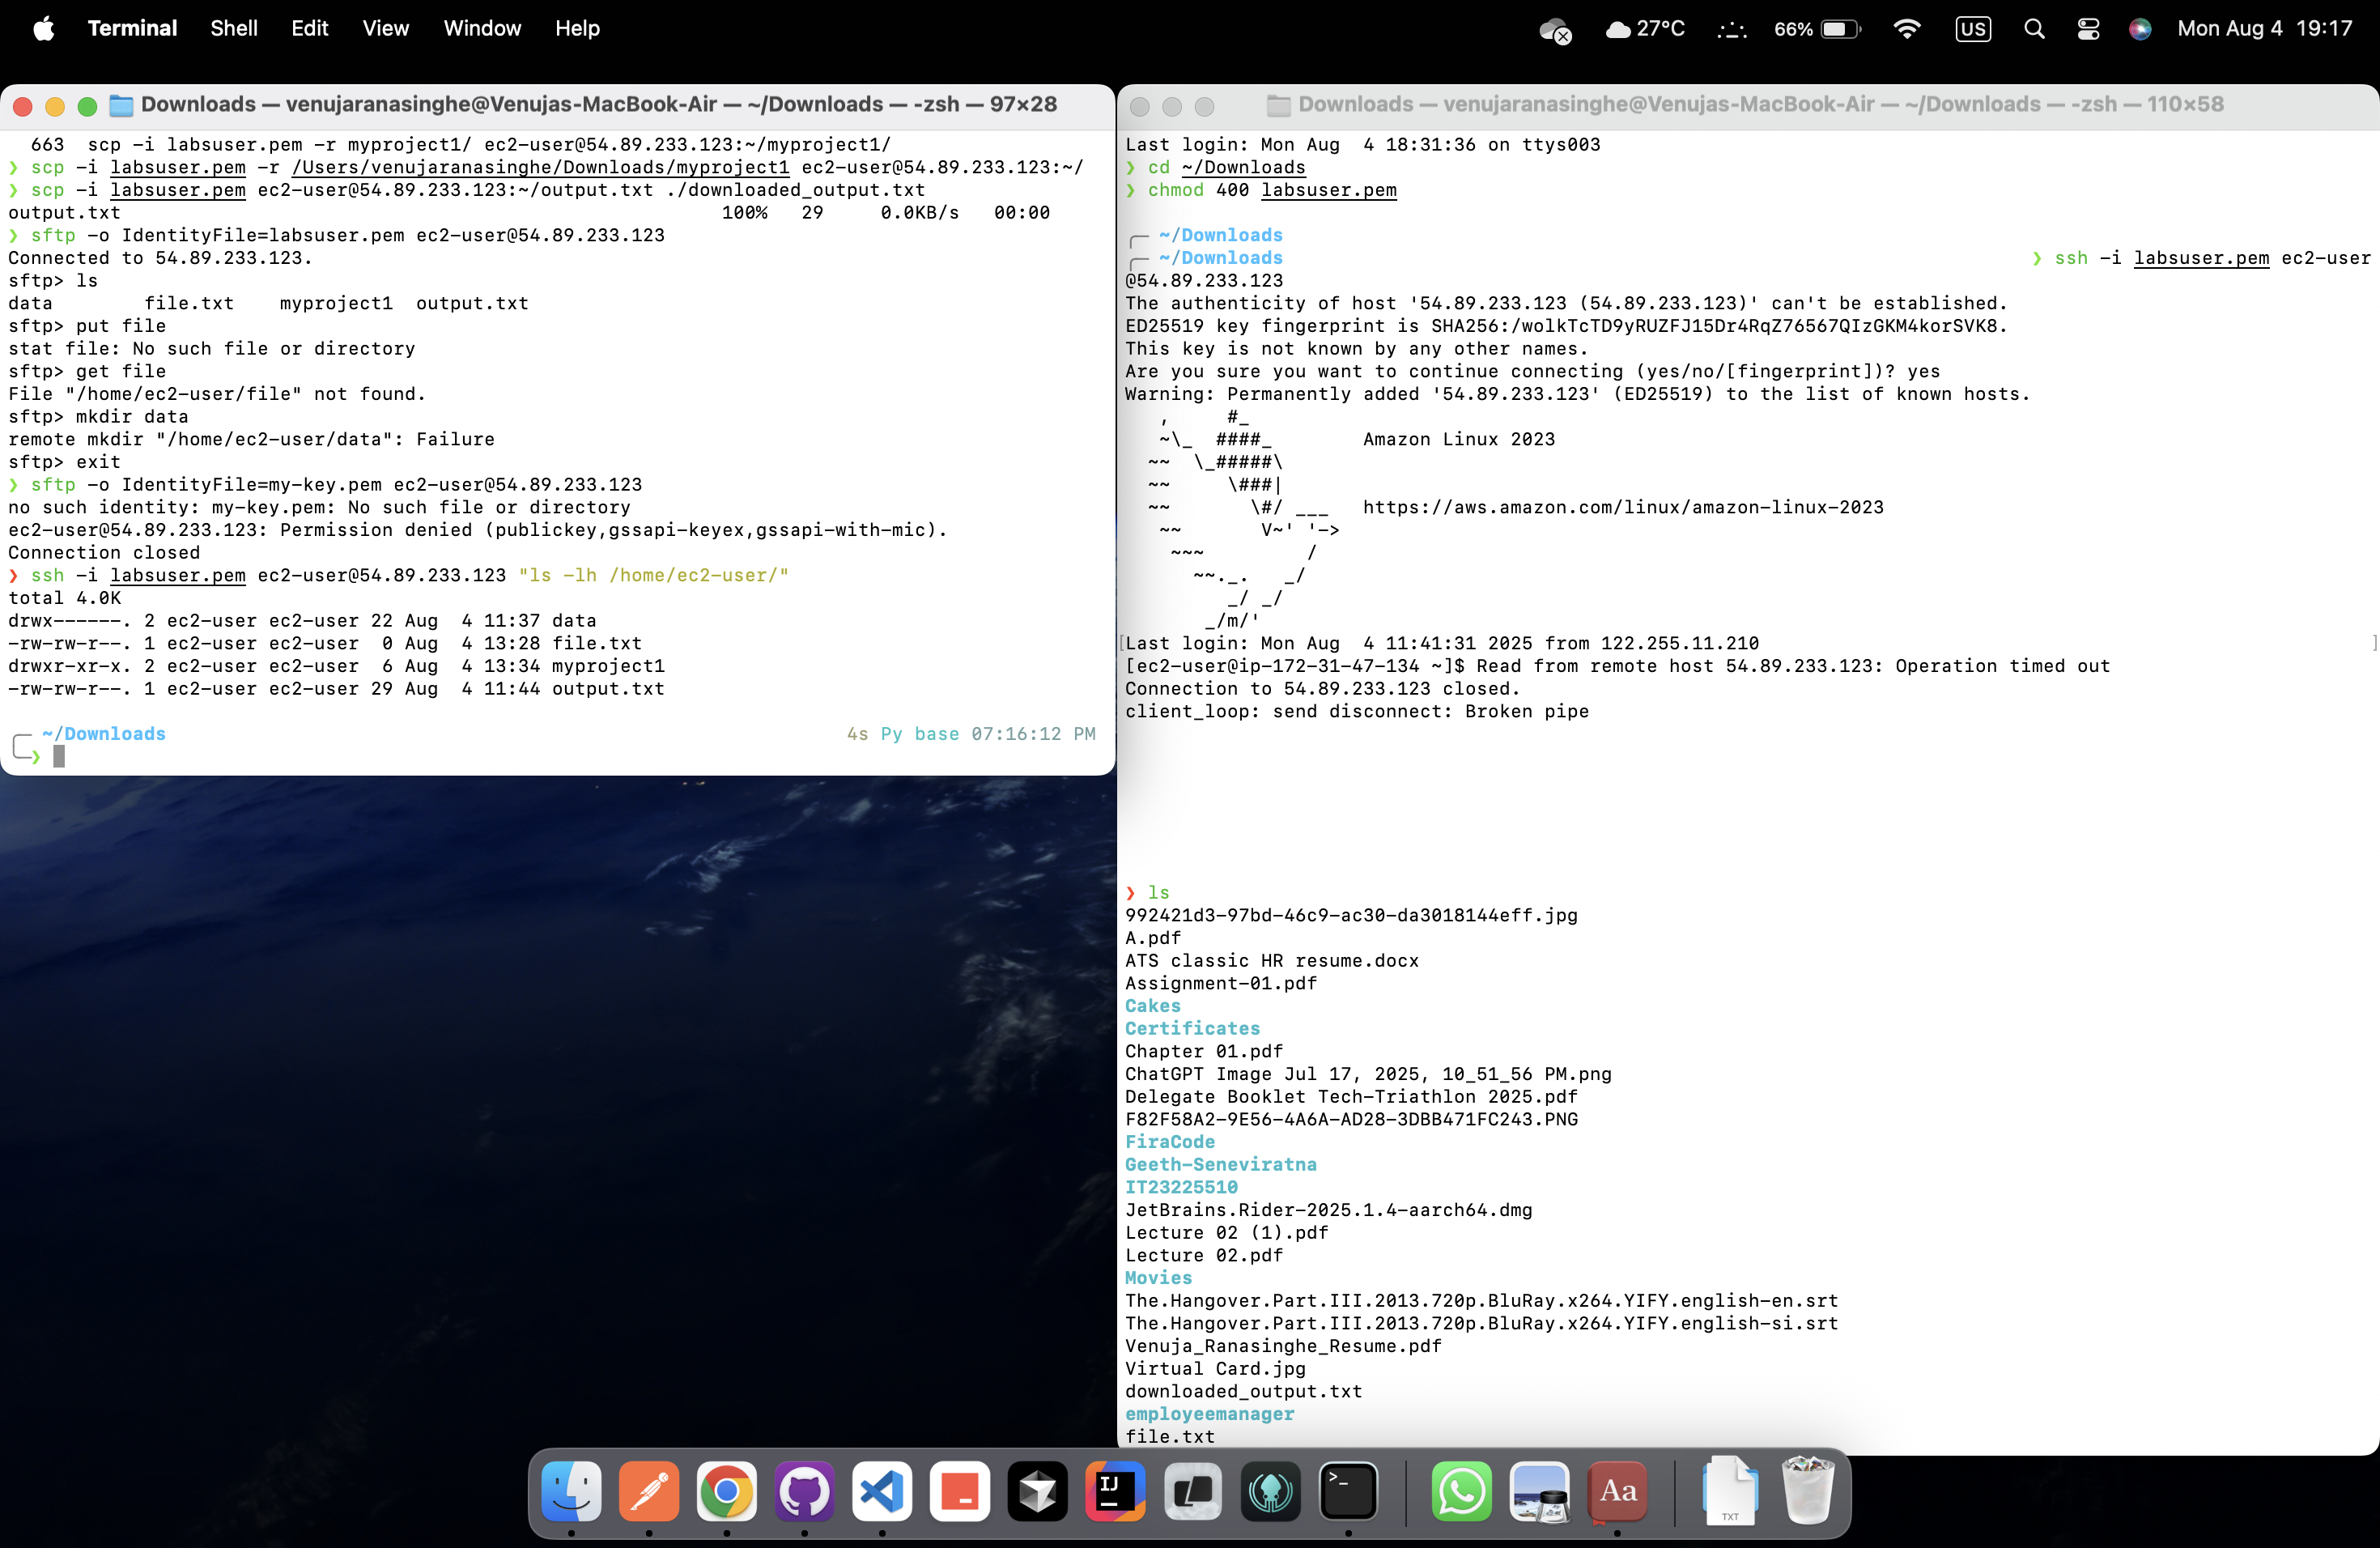 Terminal Shell Edit View Window Help 27°C 66% US Mon Aug 4 19:17
Downloads — venujaranasinghe@Venujas-MacBook-Air — ~/Downloads — -zsh — 97×28
663  scp -i labsuser.pem -r myproject1/ ec2-user@54.89.233.123:~/myproject1/
❯ scp -i labsuser.pem -r /Users/venujaranasinghe/Downloads/myproject1 ec2-user@54.89.233.123:~/
❯ scp -i labsuser.pem ec2-user@54.89.233.123:~/output.txt ./downloaded_output.txt
output.txt 100% 29 0.0KB/s 00:00
❯ sftp -o IdentityFile=labsuser.pem ec2-user@54.89.233.123
Connected to 54.89.233.123.
sftp> ls
data file.txt myproject1 output.txt
sftp> put file
stat file: No such file or directory
sftp> get file
File "/home/ec2-user/file" not found.
sftp> mkdir data
remote mkdir "/home/ec2-user/data": Failure
sftp> exit
❯ sftp -o IdentityFile=my-key.pem ec2-user@54.89.233.123
no such identity: my-key.pem: No such file or directory
ec2-user@54.89.233.123: Permission denied (publickey,gssapi-keyex,gssapi-with-mic).
Connection closed
❯ ssh -i labsuser.pem ec2-user@54.89.233.123 "ls -lh /home/ec2-user/"
total 4.0K
drwx------. 2 ec2-user ec2-user 22 Aug  4 11:37 data
-rw-rw-r--. 1 ec2-user ec2-user  0 Aug  4 13:28 file.txt
drwxr-xr-x. 2 ec2-user ec2-user  6 Aug  4 13:34 myproject1
-rw-rw-r--. 1 ec2-user ec2-user 29 Aug  4 11:44 output.txt
~/Downloads 4s Py base 07:16:12 PM
❯
Downloads — venujaranasinghe@Venujas-MacBook-Air — ~/Downloads — -zsh — 110×58
Last login: Mon Aug  4 18:31:36 on ttys003
❯ cd ~/Downloads
❯ chmod 400 labsuser.pem
~/Downloads
~/Downloads ❯ ssh -i labsuser.pem ec2-user
@54.89.233.123
The authenticity of host '54.89.233.123 (54.89.233.123)' can't be established.
ED25519 key fingerprint is SHA256:/wolkTcTD9yRUZFJ15Dr4RqZ76567QIzGKM4korSVK8.
This key is not known by any other names.
Are you sure you want to continue connecting (yes/no/[fingerprint])? yes
Warning: Permanently added '54.89.233.123' (ED25519) to the list of known hosts.
   ,     #_
   ~\_  ####_        Amazon Linux 2023
  ~~  \_#####\
  ~~     \###|
  ~~       \#/ ___   https://aws.amazon.com/linux/amazon-linux-2023
   ~~       V~' '->
    ~~~         /
      ~~._.   _/
         _/ _/
       _/m/'
[Last login: Mon Aug  4 11:41:31 2025 from 122.255.11.210 ]
[ec2-user@ip-172-31-47-134 ~]$ Read from remote host 54.89.233.123: Operation timed out
Connection to 54.89.233.123 closed.
client_loop: send disconnect: Broken pipe
❯ ls
992421d3-97bd-46c9-ac30-da3018144eff.jpg
A.pdf
ATS classic HR resume.docx
Assignment-01.pdf
Cakes
Certificates
Chapter 01.pdf
ChatGPT Image Jul 17, 2025, 10_51_56 PM.png
Delegate Booklet Tech-Triathlon 2025.pdf
F82F58A2-9E56-4A6A-AD28-3DBB471FC243.PNG
FiraCode
Geeth-Seneviratna
IT23225510
JetBrains.Rider-2025.1.4-aarch64.dmg
Lecture 02 (1).pdf
Lecture 02.pdf
Movies
The.Hangover.Part.III.2013.720p.BluRay.x264.YIFY.english-en.srt
The.Hangover.Part.III.2013.720p.BluRay.x264.YIFY.english-si.srt
Venuja_Ranasinghe_Resume.pdf
Virtual Card.jpg
downloaded_output.txt
employeemanager
file.txt
IJ >_ Aa TXT